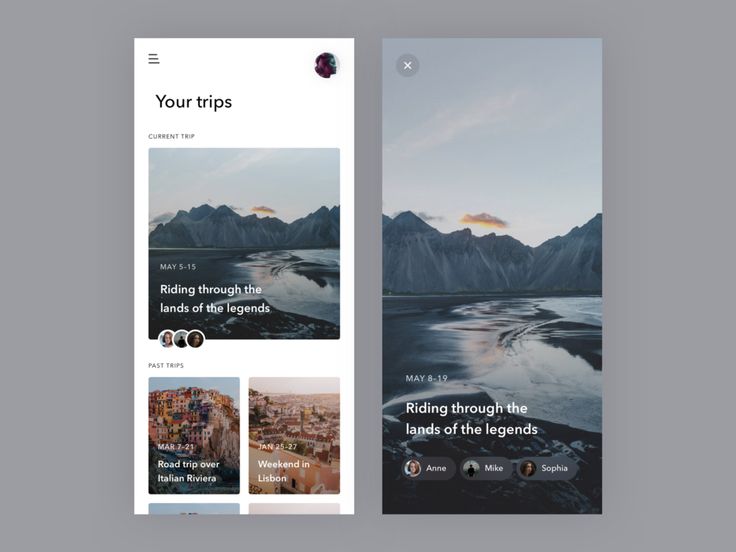 Your trips
CURRENT TRIP
MAY 5–15
Riding through the
lands of the legends
PAST TRIPS
MAR 7–21
Road trip over
Italian Riviera
JAN 25–27
Weekend in
Lisbon
MAY 8–19
Riding through the
lands of the legends
Anne
Mike
Sophia